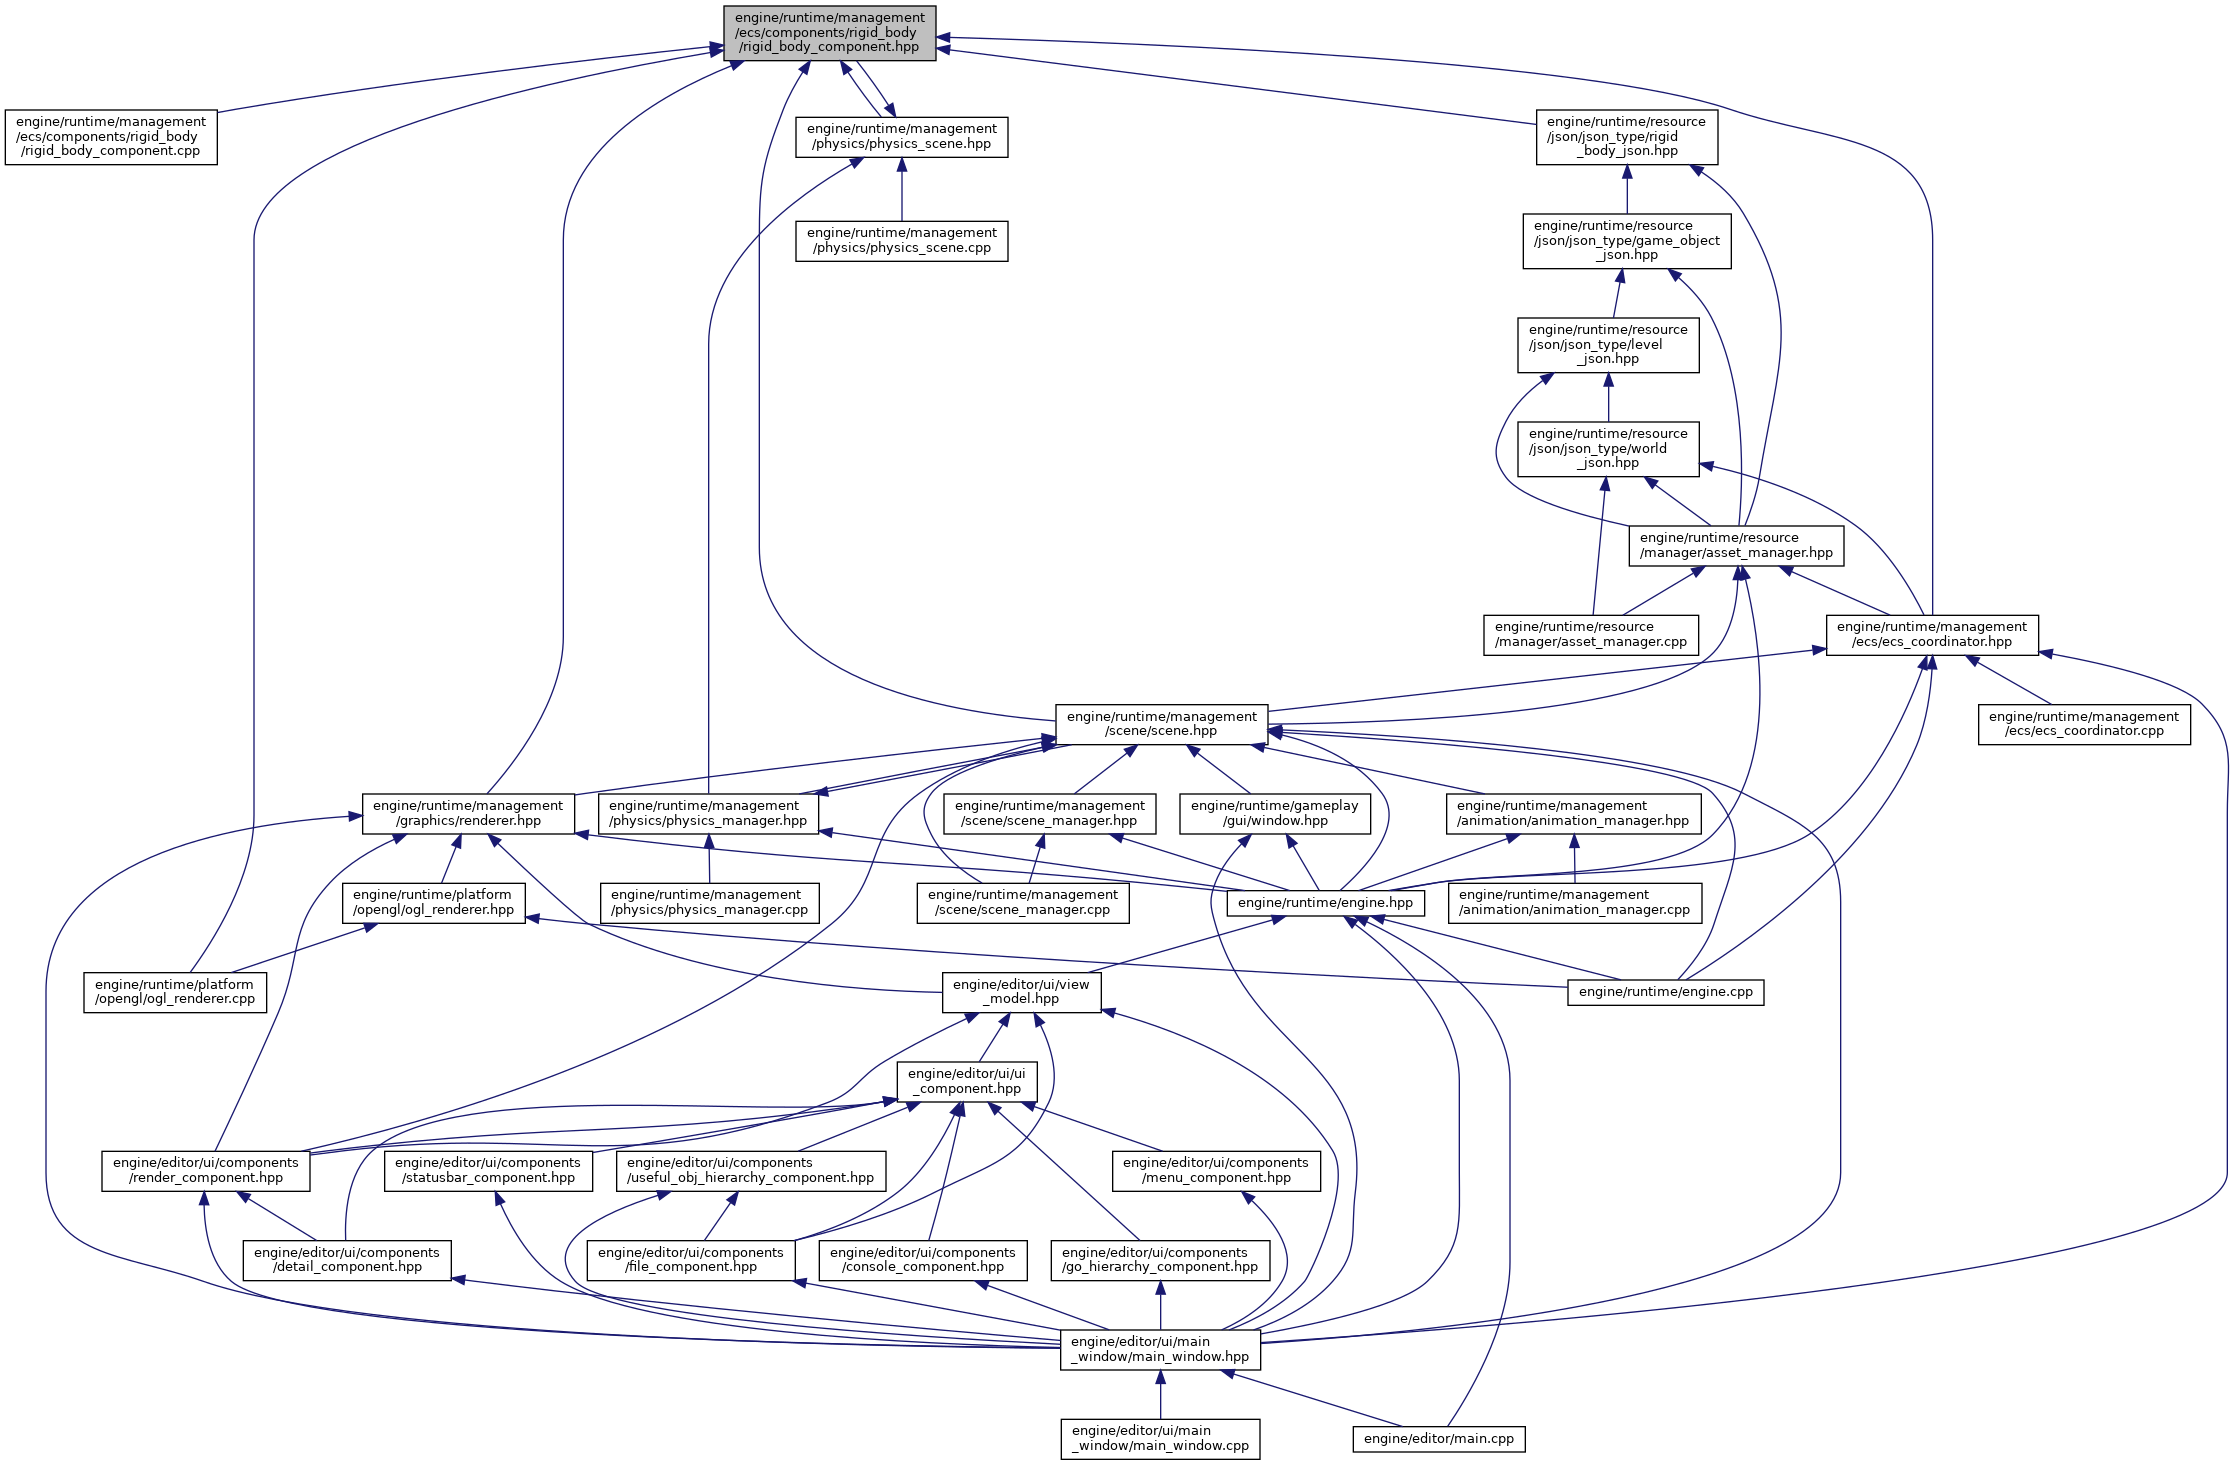 engine/runtime/management
/ecs/components/rigid_body
/rigid_body_component.hpp
engine/runtime/management
/ecs/components/rigid_body
/rigid_body_component.cpp
engine/runtime/management
/physics/physics_scene.hpp
engine/runtime/resource
/json/json_type/rigid
_body_json.hpp
engine/runtime/management
/physics/physics_scene.cpp
engine/runtime/resource
/json/json_type/game_object
_json.hpp
engine/runtime/resource
/json/json_type/level
_json.hpp
engine/runtime/resource
/json/json_type/world
_json.hpp
engine/runtime/resource
/manager/asset_manager.hpp
engine/runtime/resource
/manager/asset_manager.cpp
engine/runtime/management
/ecs/ecs_coordinator.hpp
engine/runtime/management
/scene/scene.hpp
engine/runtime/management
/ecs/ecs_coordinator.cpp
engine/runtime/management
/graphics/renderer.hpp
engine/runtime/management
/physics/physics_manager.hpp
engine/runtime/management
/scene/scene_manager.hpp
engine/runtime/gameplay
/gui/window.hpp
engine/runtime/management
/animation/animation_manager.hpp
engine/runtime/platform
/opengl/ogl_renderer.hpp
engine/runtime/management
/physics/physics_manager.cpp
engine/runtime/management
/scene/scene_manager.cpp
engine/runtime/engine.hpp
engine/runtime/management
/animation/animation_manager.cpp
engine/runtime/platform
/opengl/ogl_renderer.cpp
engine/editor/ui/view
_model.hpp
engine/runtime/engine.cpp
engine/editor/ui/ui
_component.hpp
engine/editor/ui/components
/render_component.hpp
engine/editor/ui/components
/statusbar_component.hpp
engine/editor/ui/components
/useful_obj_hierarchy_component.hpp
engine/editor/ui/components
/menu_component.hpp
engine/editor/ui/components
/detail_component.hpp
engine/editor/ui/components
/file_component.hpp
engine/editor/ui/components
/console_component.hpp
engine/editor/ui/components
/go_hierarchy_component.hpp
engine/editor/ui/main
_window/main_window.hpp
engine/editor/ui/main
_window/main_window.cpp
engine/editor/main.cpp